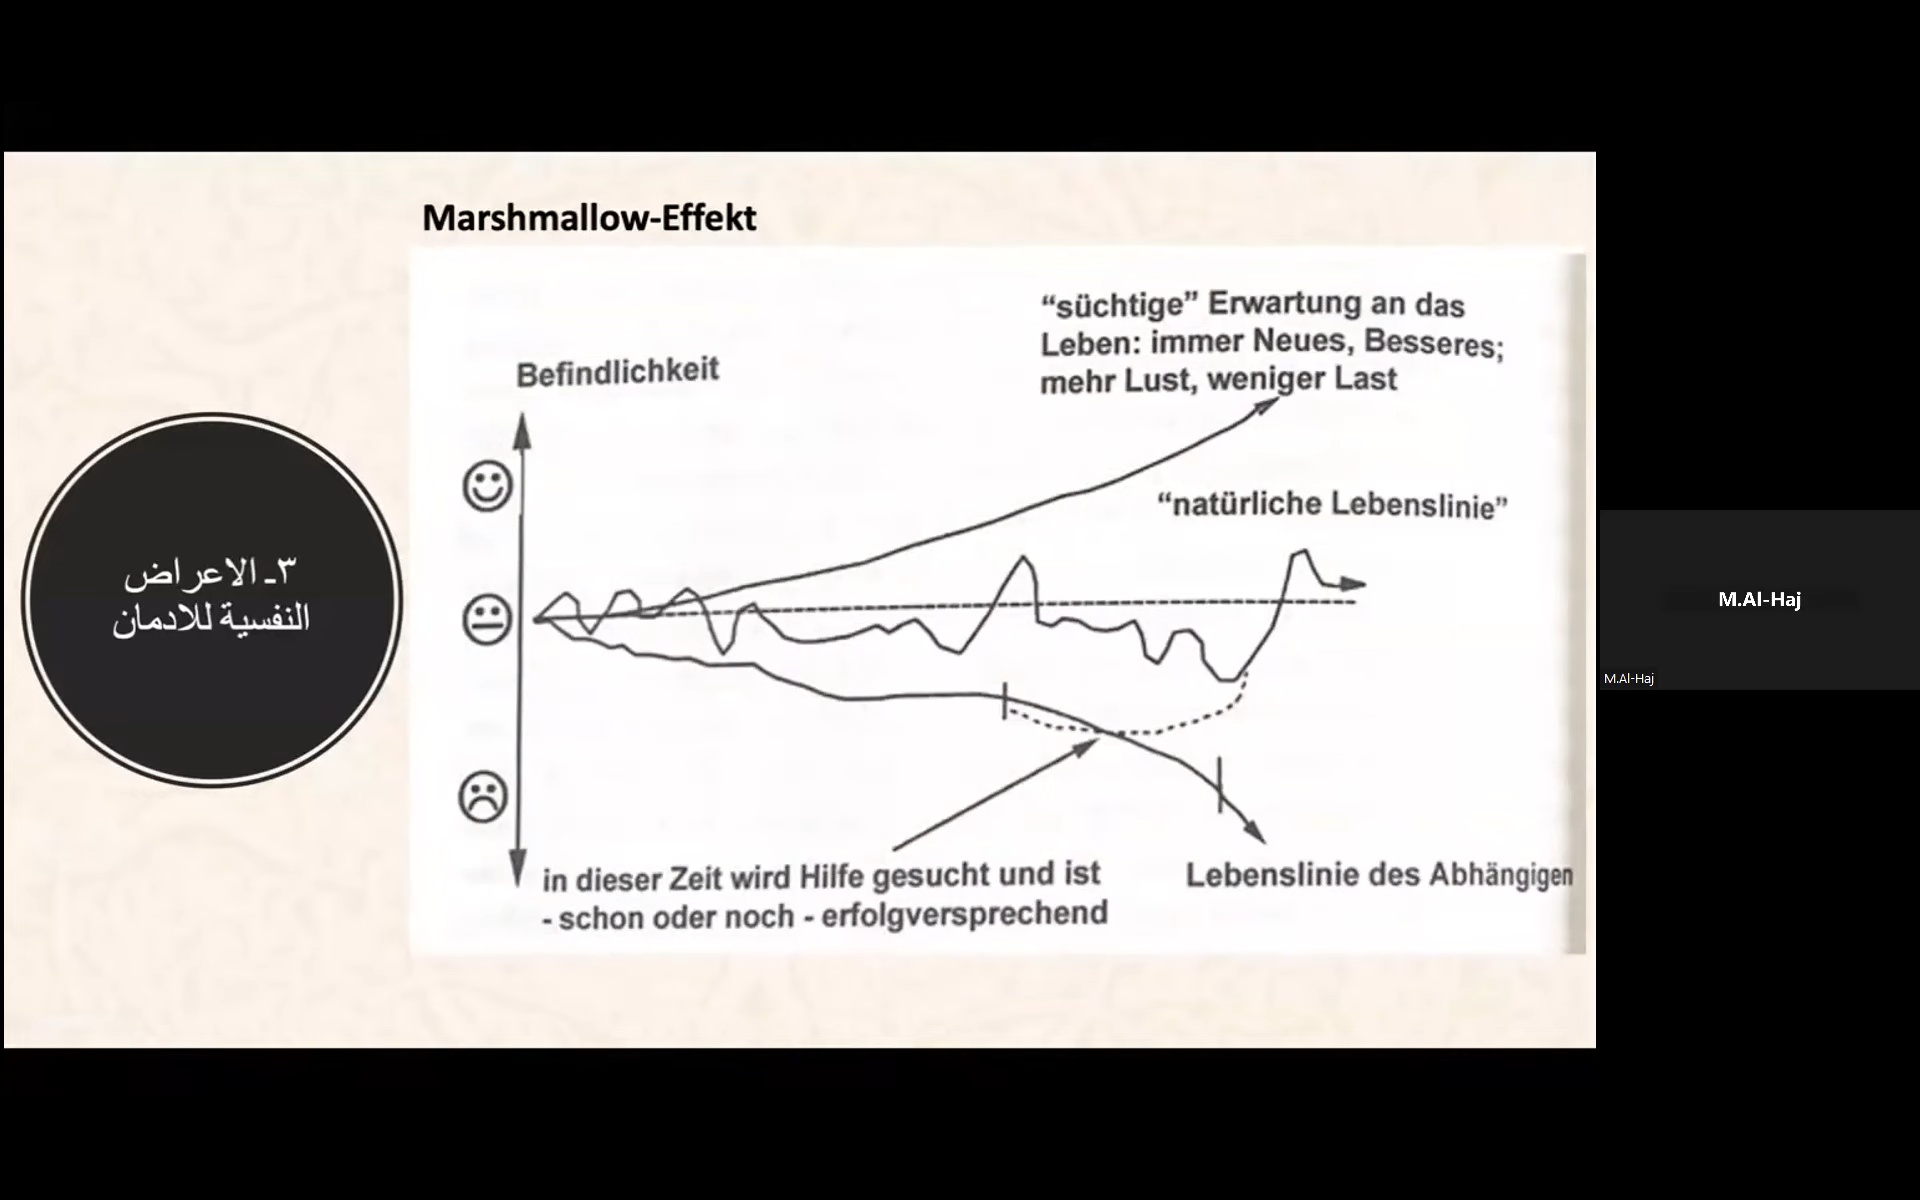 Marshmallow-Effekt
“süchtige” Erwartung an das
Leben: immer Neues, Besseres;
mehr Lust, weniger Last
Befindlichkeit
“natürliche Lebenslinie”
٣ـ الاعراض
النفسية للادمان
in dieser Zeit wird Hilfe gesucht und ist
- schon oder noch - erfolgversprechend
Lebenslinie des Abhängigen
M.Al-Haj
M.Al-Haj